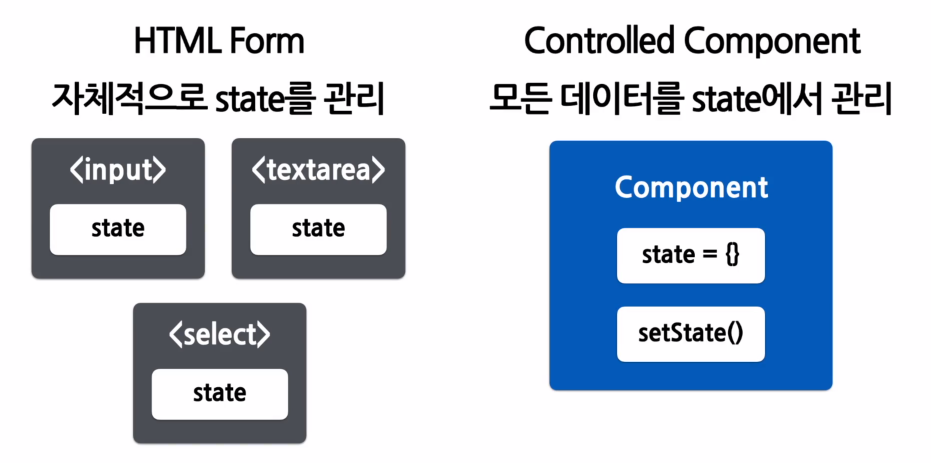 HTML Form
자체적으로 state를 관리
<input>
state
<textarea>
state
<select>
state
Controlled Component
모든 데이터를 state에서 관리
Component
state = {}
setState()